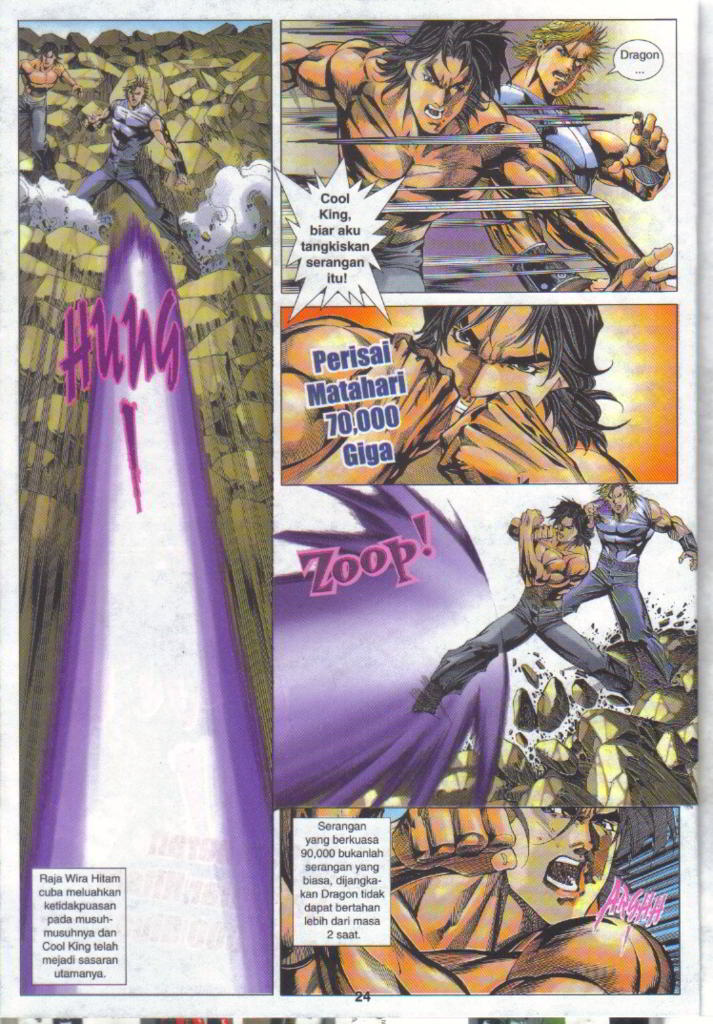 HUNG
!
Raja Wira Hitam
cuba meluahkan
ketidakpuasan
pada musuh-
musuhnya dan
Cool King telah
mejadi sasaran
utamanya.
Dragon
...
Cool
King,
biar aku
tangkiskan
serangan
itu!
Perisai
Matahari
70,000
Giga
Zoop!
Serangan
yang berkuasa
90,000 bukanlah
serangan yang
biasa, dijangka-
kan Dragon tidak
dapat bertahan
lebih dari masa
2 saat.
24